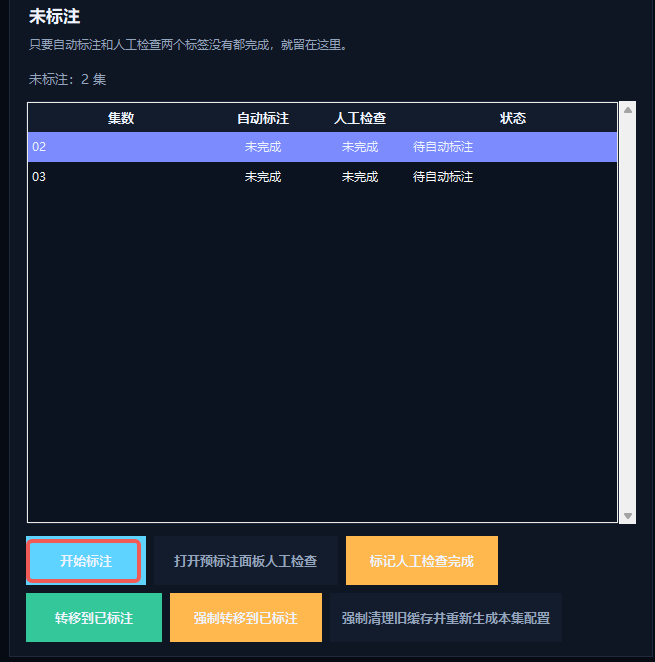 未标注
只要自动标注和人工检查两个标签没有都完成，就留在这里。
未标注：2 集
集数 自动标注 人工检查 状态
02 未完成 未完成 待自动标注
03 未完成 未完成 待自动标注
开始标注 打开预标注面板人工检查 标记人工检查完成
转移到已标注 强制转移到已标注 强制清理旧缓存并重新生成本集配置